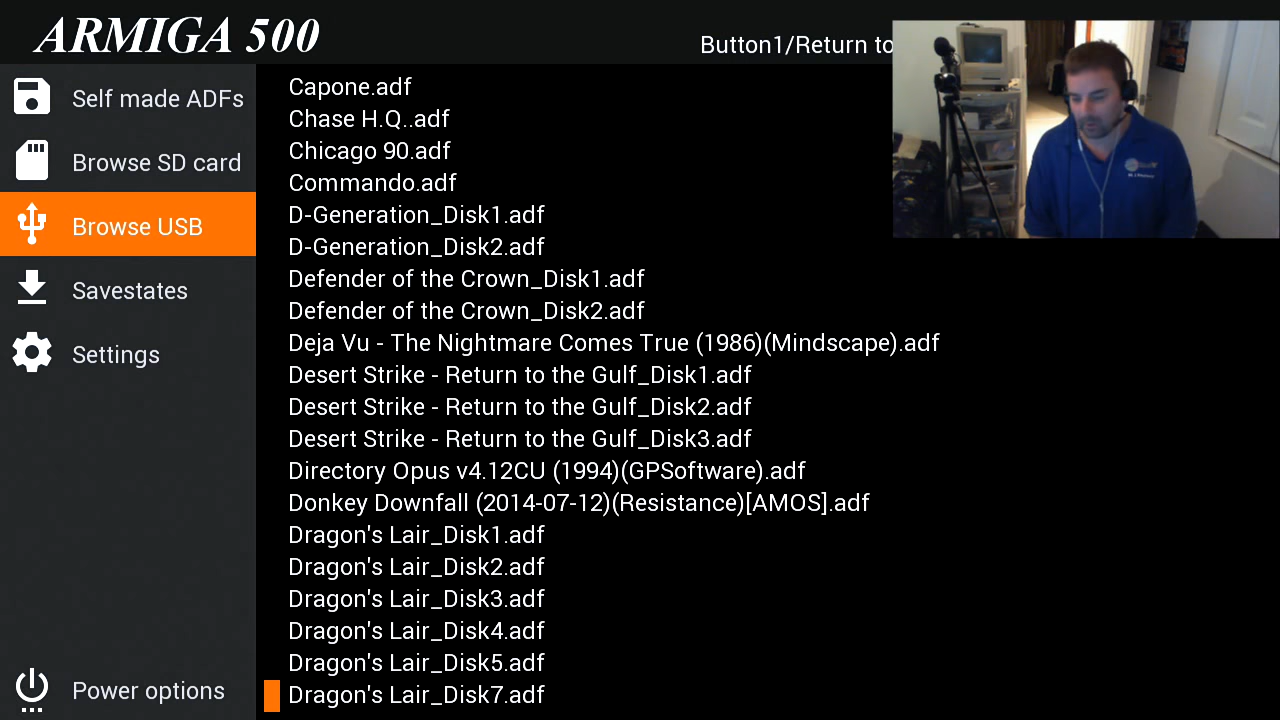 ARMIGA 500
Button1/Return to
Self made ADFs
Browse SD card
Browse USB
Savestates
Settings
Power options
Capone.adf
Chase H.Q..adf
Chicago 90.adf
Commando.adf
D-Generation_Disk1.adf
D-Generation_Disk2.adf
Defender of the Crown_Disk1.adf
Defender of the Crown_Disk2.adf
Deja Vu - The Nightmare Comes True (1986)(Mindscape).adf
Desert Strike - Return to the Gulf_Disk1.adf
Desert Strike - Return to the Gulf_Disk2.adf
Desert Strike - Return to the Gulf_Disk3.adf
Directory Opus v4.12CU (1994)(GPSoftware).adf
Donkey Downfall (2014-07-12)(Resistance)[AMOS].adf
Dragon's Lair_Disk1.adf
Dragon's Lair_Disk2.adf
Dragon's Lair_Disk3.adf
Dragon's Lair_Disk4.adf
Dragon's Lair_Disk5.adf
Dragon's Lair_Disk7.adf